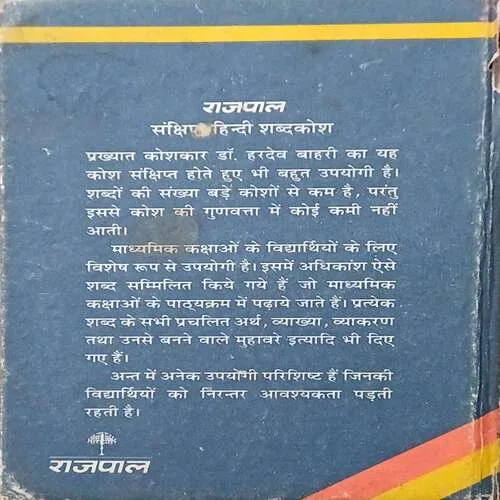 राजपाल
संक्षिप्त हिन्दी शब्दकोश
प्रख्यात कोशकार डॉ. हरदेव बाहरी का यह
कोश संक्षिप्त होते हुए भी बहुत उपयोगी है।
शब्दों की संख्या बड़े कोशों से कम है, परंतु
इससे कोश की गुणवत्ता में कोई कमी नहीं
आती।
माध्यमिक कक्षाओं के विद्यार्थियों के लिए
विशेष रूप से उपयोगी है। इसमें अधिकांश ऐसे
शब्द सम्मिलित किये गये हैं जो माध्यमिक
कक्षाओं के पाठ्यक्रम में पढ़ाये जाते हैं। प्रत्येक
शब्द के सभी प्रचलित अर्थ, व्याख्या, व्याकरण
तथा उनसे बनने वाले मुहावरे इत्यादि भी दिए
गए हैं।
अन्त में अनेक उपयोगी परिशिष्ट हैं जिनकी
विद्यार्थियों को निरन्तर आवश्यकता पड़ती
रहती है।
राजपाल